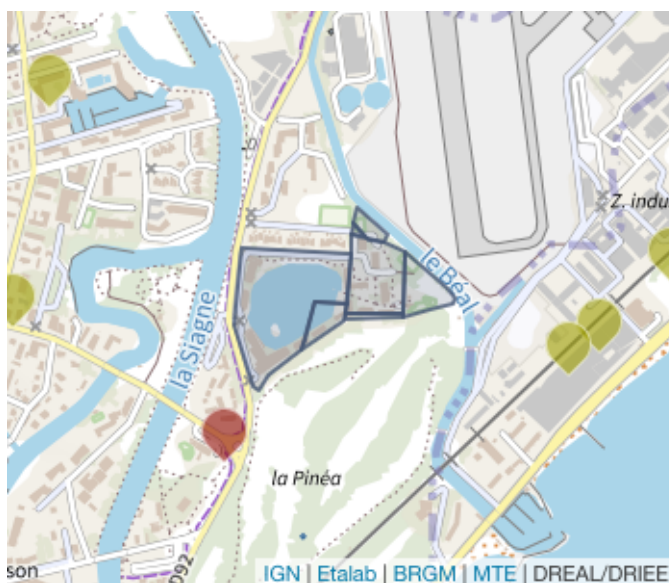 Z. indu
le Béal
la Siagne
la Pinéa
D92
son
IGN | Etalab | BRGM | MTE | DREAL/DRIEE